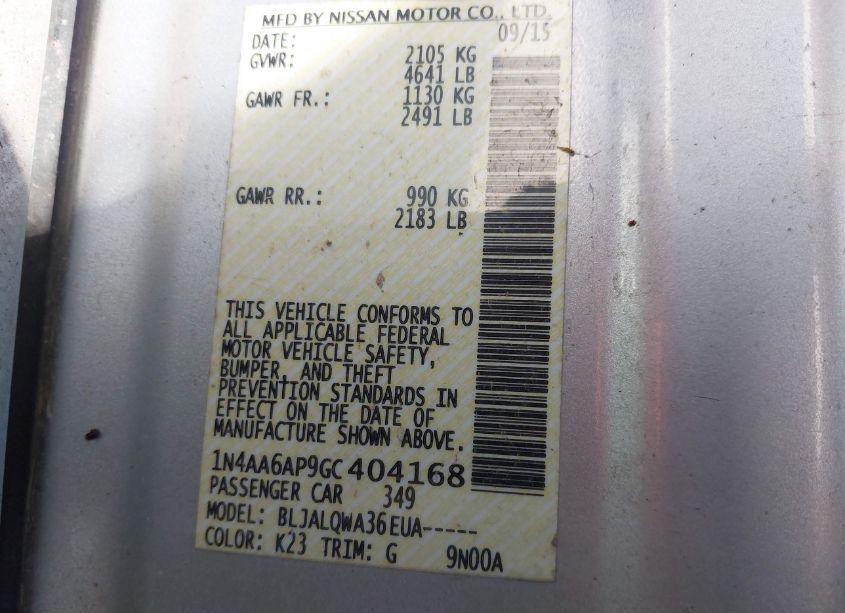 MFD BY NISSAN MOTOR CO., LTD.
DATE: 09/15
GVWR: 2105 KG
4641 LB
GAWR FR.: 1130 KG
2491 LB
GAWR RR.: 990 KG
2183 LB
THIS VEHICLE CONFORMS TO
ALL APPLICABLE FEDERAL
MOTOR VEHICLE SAFETY,
BUMPER, AND THEFT
PREVENTION STANDARDS IN
EFFECT ON THE DATE OF
MANUFACTURE SHOWN ABOVE.
1N4AA6AP9GC404168
PASSENGER CAR 349
MODEL: BLJALQWA36EUA-----
COLOR: K23 TRIM: G 9N00A